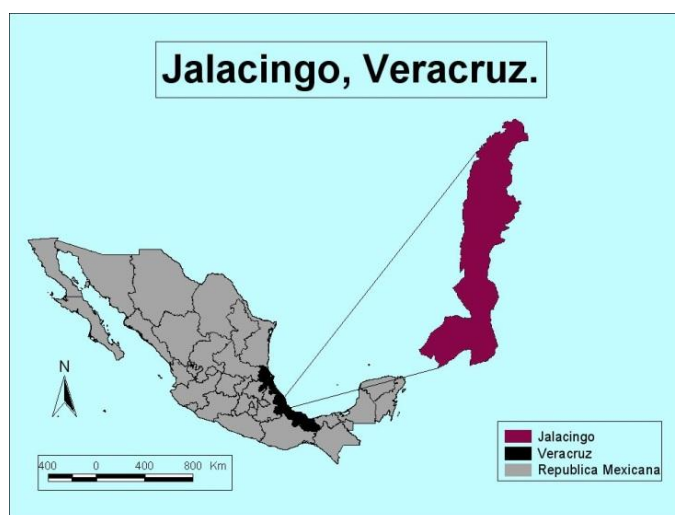 Jalacingo, Veracruz.
N
400 0 400 800 Km
Jalacingo
Veracruz
Republica Mexicana